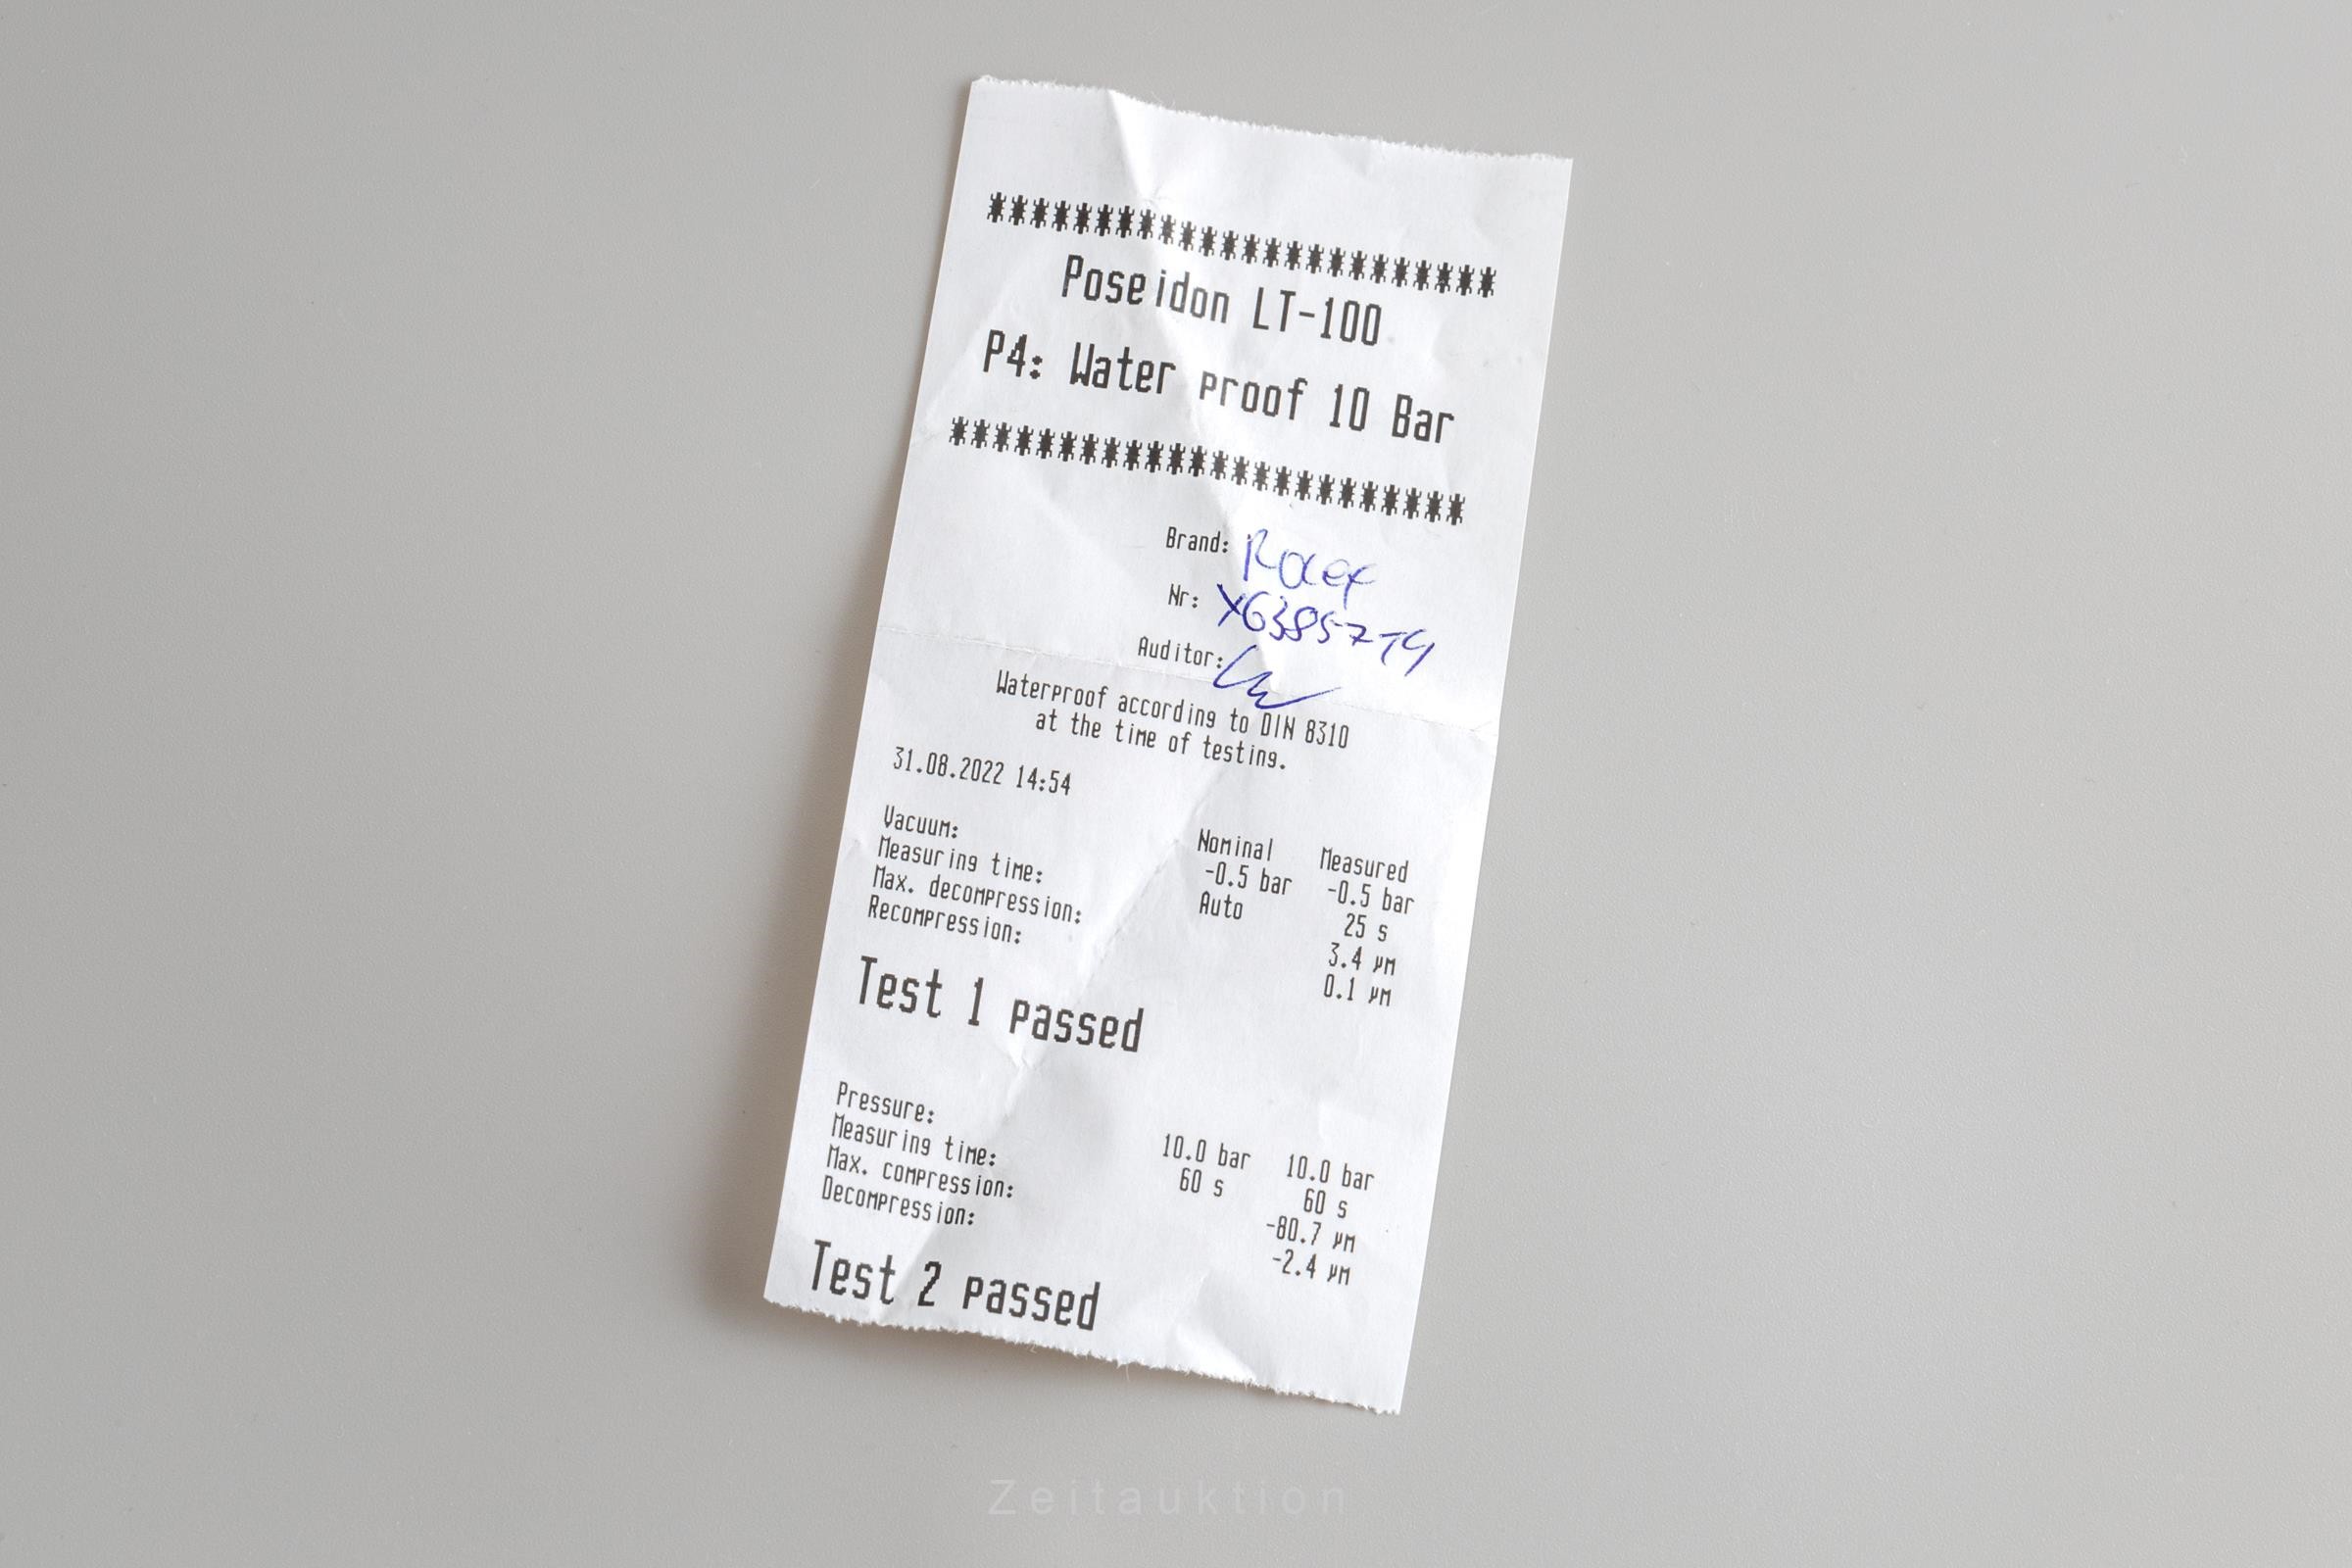 ************************
Poseidon LT-100
P4: Water proof 10 Bar
************************
Brand: Rolex
Nr:
Auditor:
Waterproof according to DIN 8310
at the time of testing.
31.08.2022 14:54
Nominal Measured
Vacuum: -0.5 bar -0.5 bar
Measuring time: Auto 25 s
Max. decompression: 3.4 µm
Recompression: 0.1 µm
Test 1 passed
Pressure: 10.0 bar 10.0 bar
Measuring time: 60 s 60 s
Max. compression: -80.7 µm
Decompression: -2.4 µm
Test 2 passed
Zeitauktion